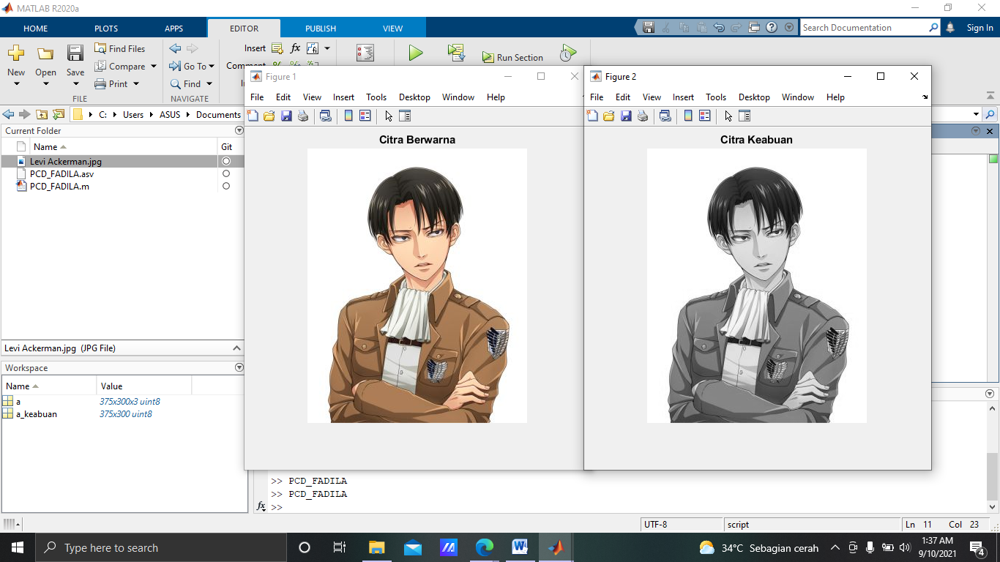 MATLAB R2020a
HOME PLOTS APPS EDITOR PUBLISH VIEW
Search Documentation
Sign In
New Open Save
Find Files
Compare
Print
FILE
Go To
Find
NAVIGATE
Insert
Run Section
C: Users ASUS Documents
Current Folder
Name Git
Levi Ackerman.jpg
PCD_FADILA.asv
PCD_FADILA.m
Levi Ackerman.jpg (JPG File)
Workspace
Name Value
a 375x300x3 uint8
a_keabuan 375x300 uint8
Figure 1
File Edit View Insert Tools Desktop Window Help
Citra Berwarna
Figure 2
File Edit View Insert Tools Desktop Window Help
Citra Keabuan
>> PCD_FADILA
>> PCD_FADILA
fx >>
UTF-8 script Ln 11 Col 23
Type here to search
34°C Sebagian cerah
1:37 AM
9/10/2021
4